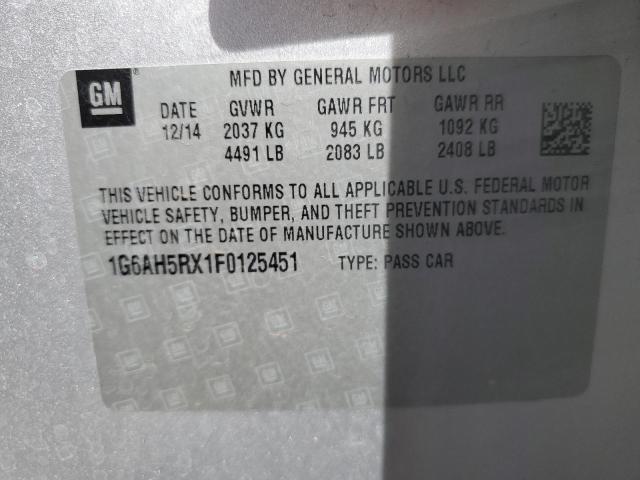 GM
MFD BY GENERAL MOTORS LLC
DATE GVWR GAWR FRT GAWR RR
12/14 2037 KG 945 KG 1092 KG
4491 LB 2083 LB 2408 LB
THIS VEHICLE CONFORMS TO ALL APPLICABLE U.S. FEDERAL MOTOR
VEHICLE SAFETY, BUMPER, AND THEFT PREVENTION STANDARDS IN
EFFECT ON THE DATE OF MANUFACTURE SHOWN ABOVE.
1G6AH5RX1F0125451 TYPE: PASS CAR